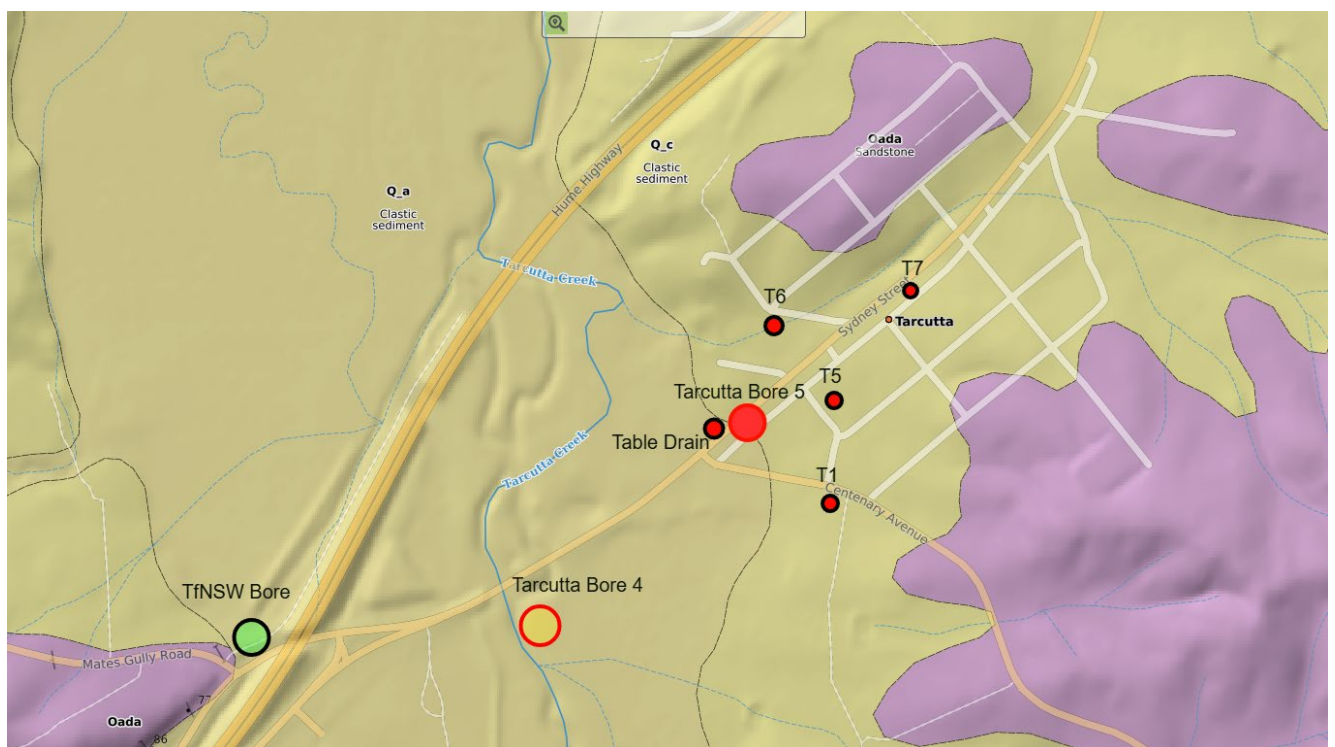 Q_c
Clastic
sediment
Oada
Sandstone
Hume Highway
Q_a
Clastic
sediment
Tarcutta Creek
T7
T6
Sydney Street
Tarcutta
Tarcutta Bore 5
T5
Table Drain
Tarcutta Creek
T1
Centenary Avenue
TfNSW Bore
Tarcutta Bore 4
Mates Gully Road
77
Oada
86